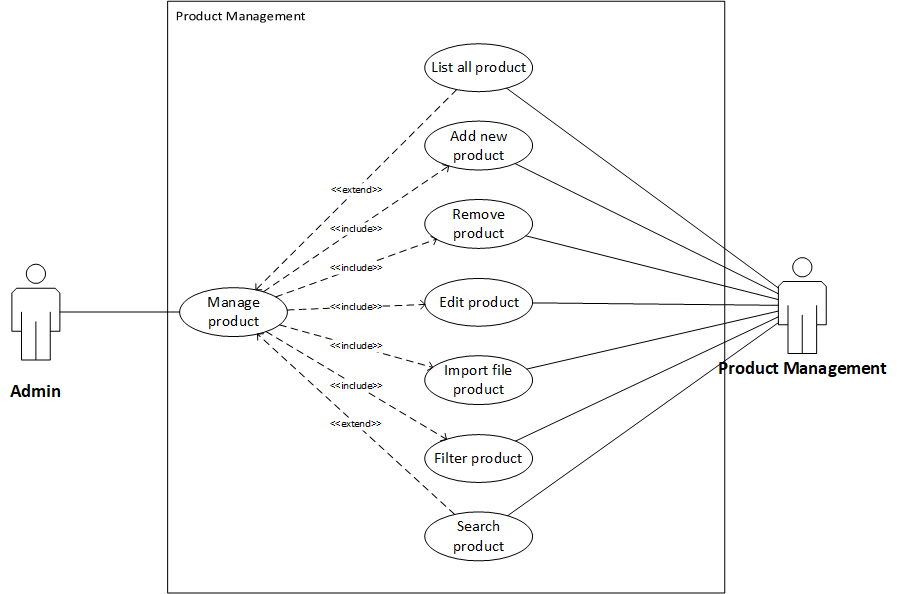 Product Management
List all product
Add new
product
<<extend>>
<<include>>
Remove
product
<<include>>
Manage
product
<<include>>
Edit product
<<include>>
Import file
product
Product Management
Admin
<<include>>
<<extend>>
Filter product
Search
product